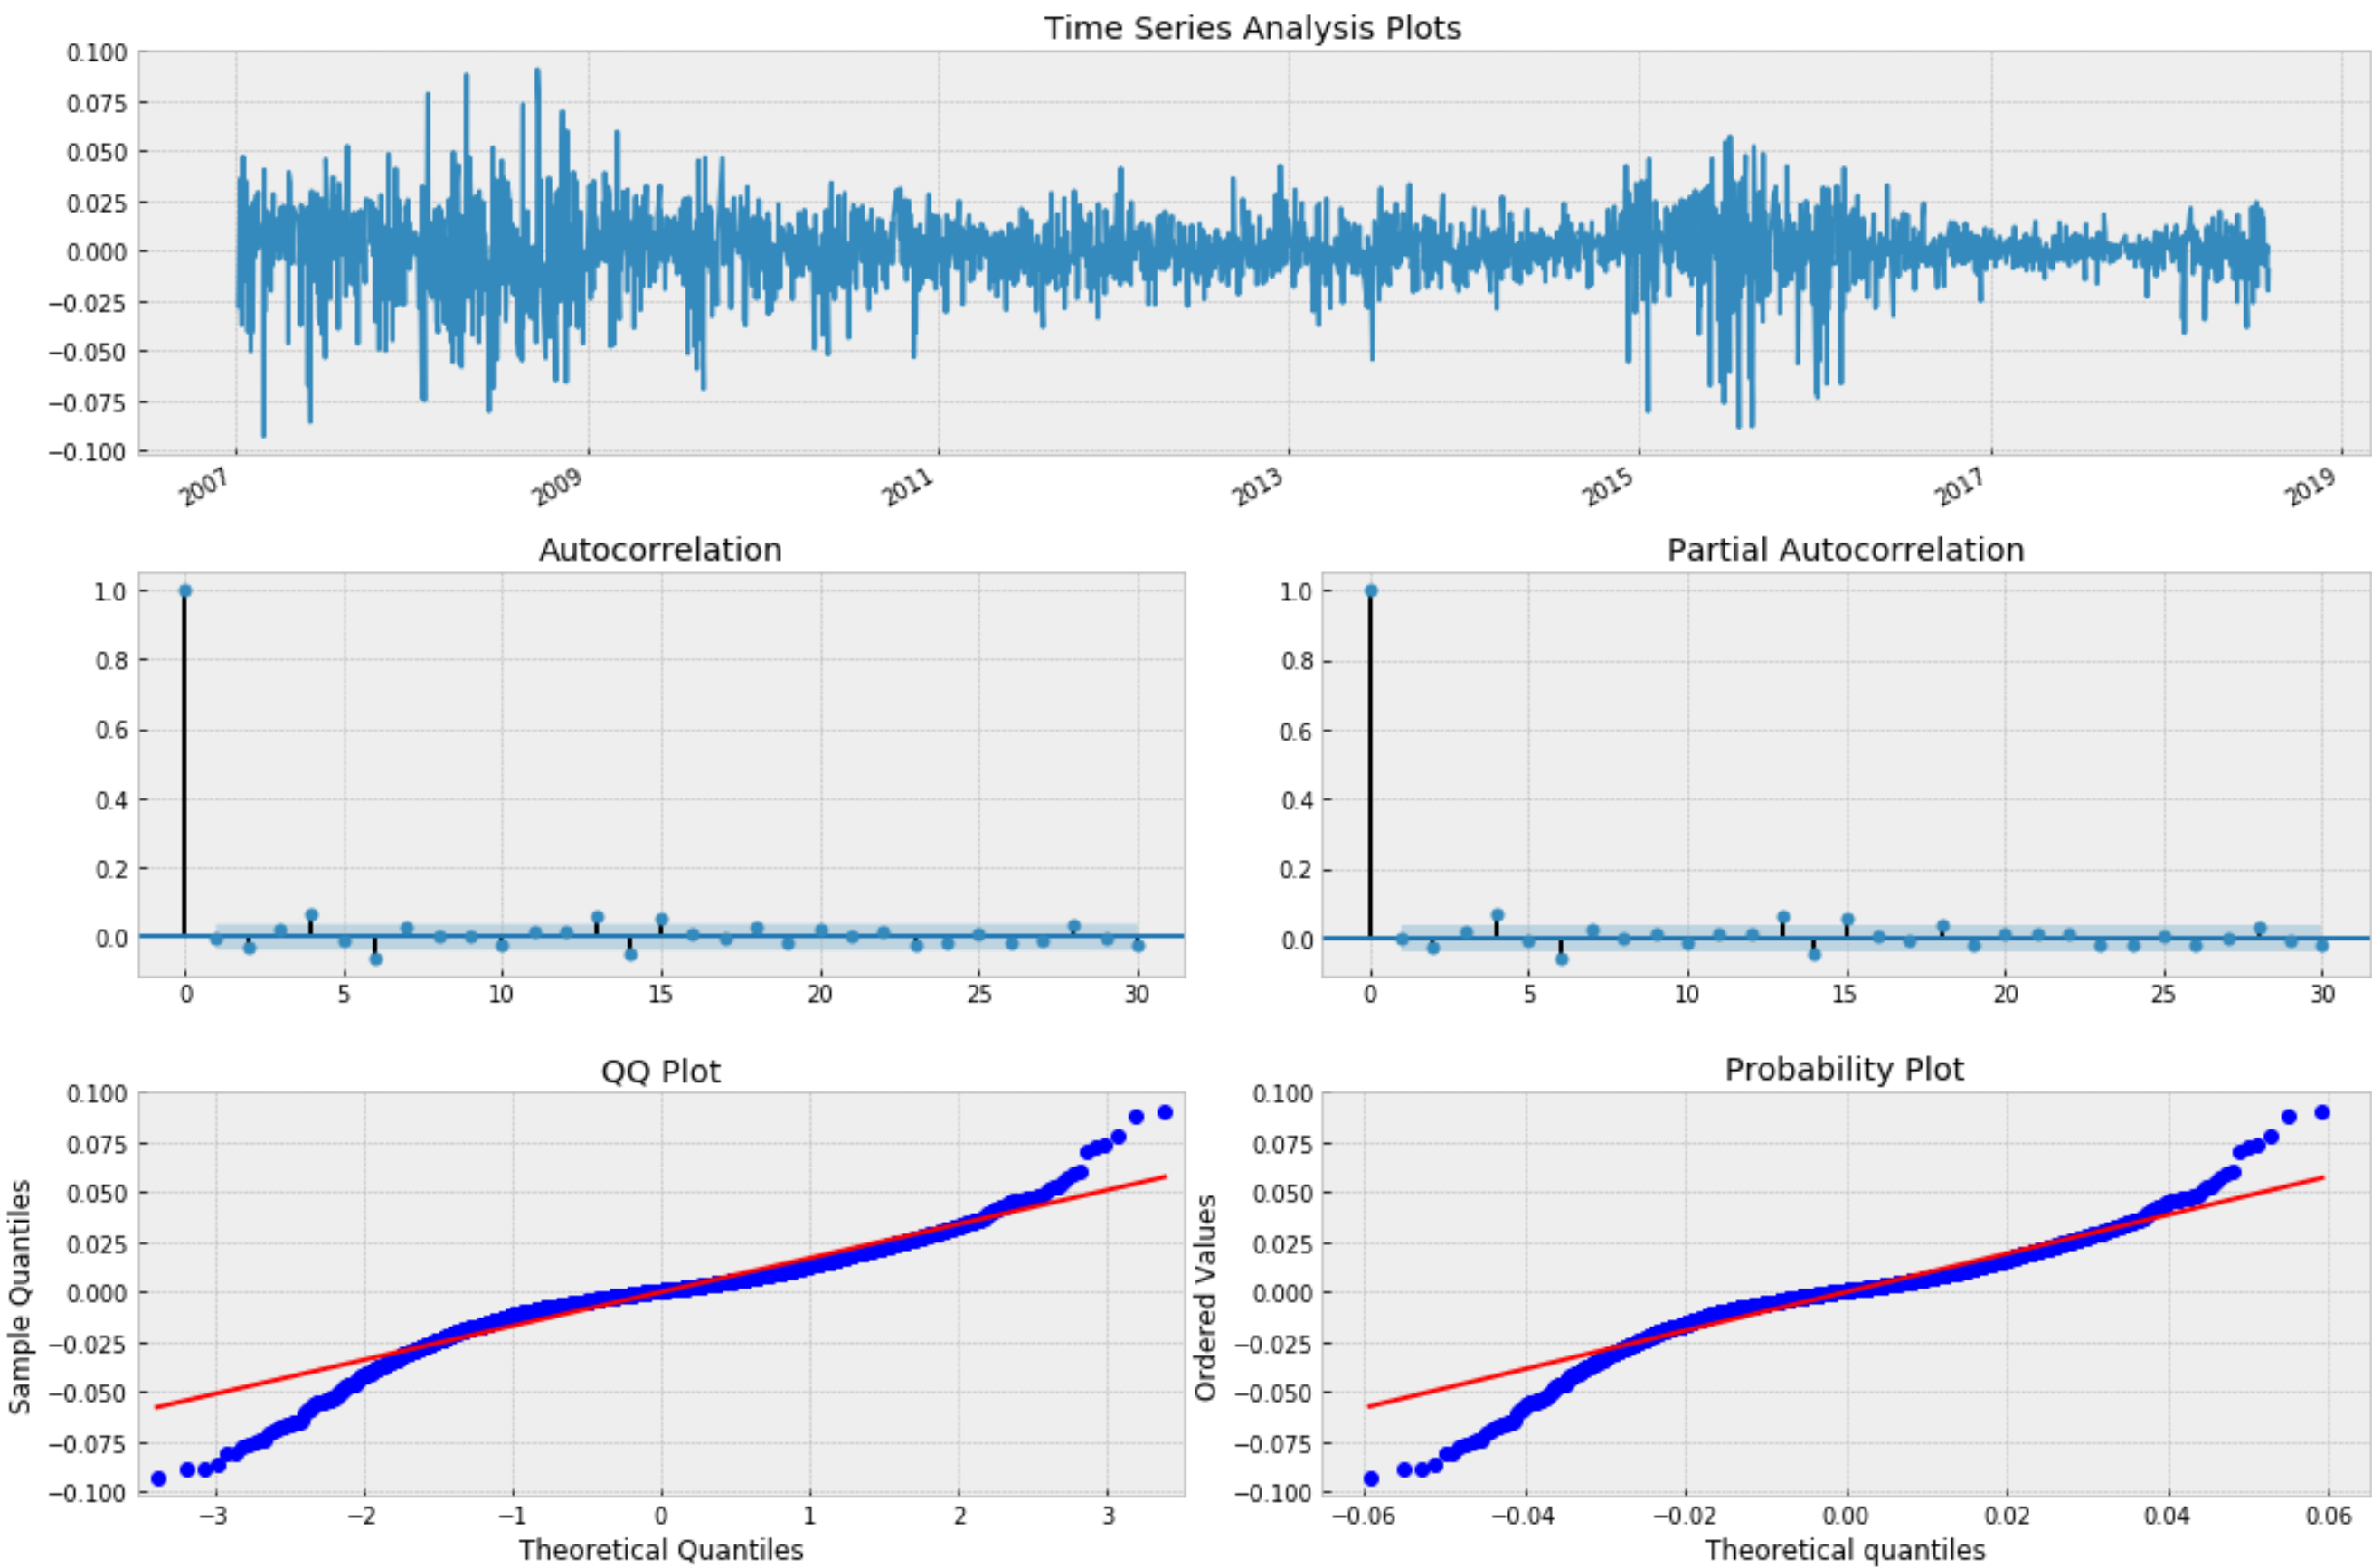 Time Series Analysis Plots
0.100
0.075
0.050
0.025
0.000
−0.025
−0.050
−0.075
−0.100
2007 2009 2011 2013 2015 2017 2019
Autocorrelation
1.0
0.8
0.6
0.4
0.2
0.0
0 5 10 15 20 25 30
Partial Autocorrelation
1.0
0.8
0.6
0.4
0.2
0.0
0 5 10 15 20 25 30
QQ Plot
Sample Quantiles
0.100
0.075
0.050
0.025
0.000
−0.025
−0.050
−0.075
−0.100
−3 −2 −1 0 1 2 3
Theoretical Quantiles
Probability Plot
Ordered Values
0.100
0.075
0.050
0.025
0.000
−0.025
−0.050
−0.075
−0.100
−0.06 −0.04 −0.02 0.00 0.02 0.04 0.06
Theoretical quantiles